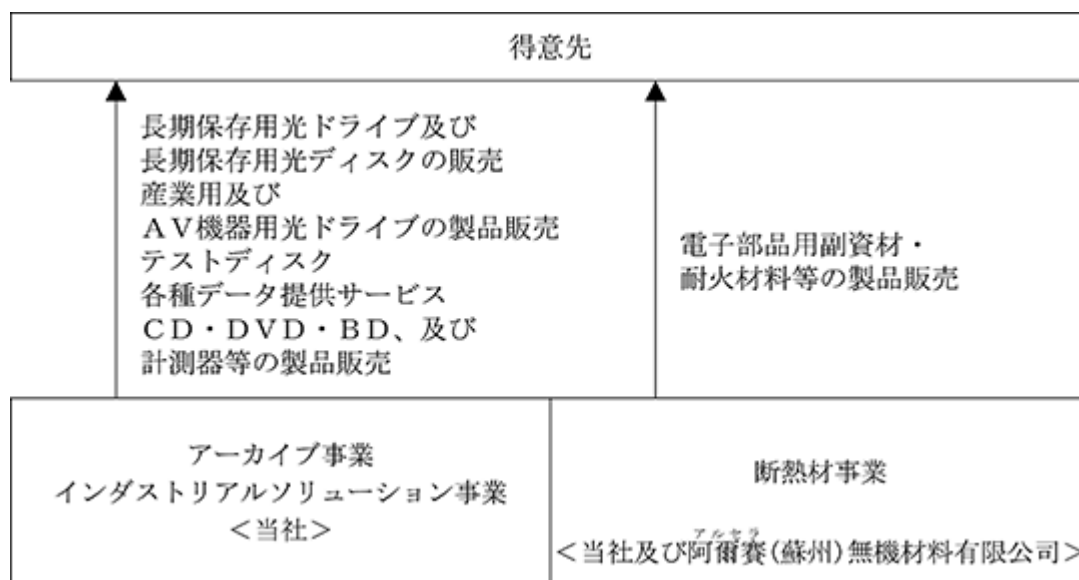 得意先
長期保存用光ドライブ及び
長期保存用光ディスクの販売
産業用及び
ＡＶ機器用光ドライブの製品販売
テストディスク
各種データ提供サービス
ＣＤ・ＤＶＤ・ＢＤ、及び
計測器等の製品販売
電子部品用副資材・
耐火材料等の製品販売
アーカイブ事業
インダストリアルソリューション事業
＜当社＞
断熱材事業
アルセラ
＜当社及び阿爾賽(蘇州)無機材料有限公司＞